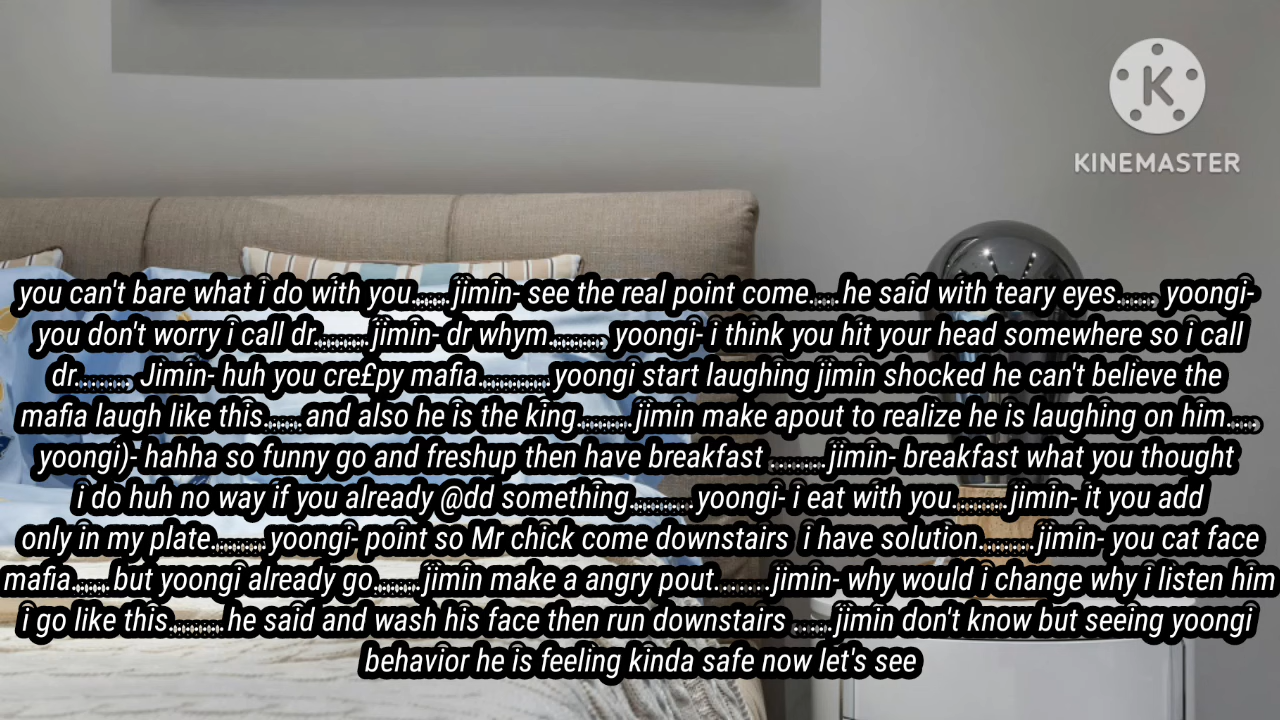 K
KINEMASTER
you can't bare what i do with you.......jimin- see the real point come......he said with teary eyes....... yoongi-
you don't worry i call dr..........jimin- dr whym........... yoongi- i think you hit your head somewhere so i call
dr........... Jimin- huh you cre£py mafia.............yoongi start laughing jimin shocked he can't believe the
mafia laugh like this.......and also he is the king..........jimin make apout to realize he is laughing on him......
yoongi)- hahha so funny go and freshup then have breakfast ...........jimin- breakfast what you thought
i do huh no way if you already @dd something............yoongi- i eat with you.........jimin- it you add
only in my plate..........yoongi- point so Mr chick come downstairs i have solution..........jimin- you cat face
mafia.......but yoongi already go.........jimin make a angry pout..........jimin- why would i change why i listen him
i go like this..........he said and wash his face then run downstairs .......jimin don't know but seeing yoongi
behavior he is feeling kinda safe now let's see